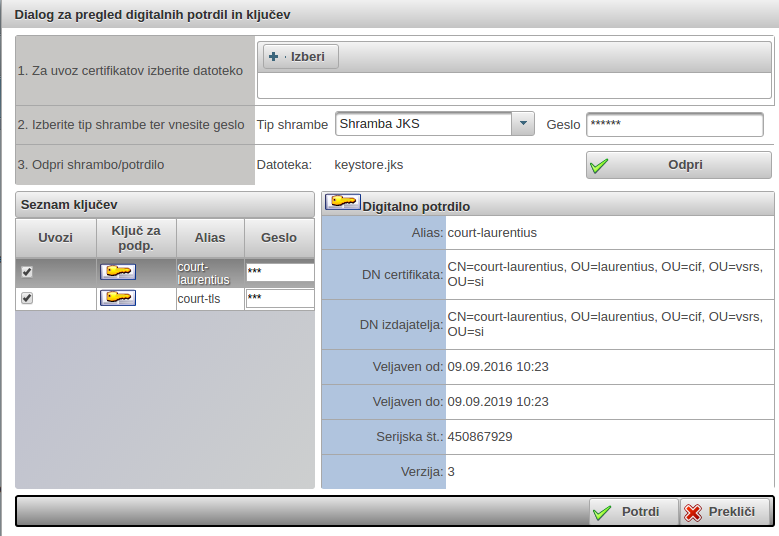 Dialog za pregled digitalnih potrdil in ključev
1. Za uvoz certifikatov izberite datoteko
+ · Izberi
2. Izberite tip shrambe ter vnesite geslo
Tip shrambe
Shramba JKS
Geslo
******
3. Odpri shrambo/potrdilo
Datoteka:
keystore.jks
Odpri
Seznam ključev
Uvozi
Ključ za
podp.
Alias
Geslo
court-
laurentius
***
court-tls
***
Digitalno potrdilo
Alias: court-laurentius
DN certifikata: CN=court-laurentius, OU=laurentius, OU=cif, OU=vsrs,
OU=si
DN izdajatelja: CN=court-laurentius, OU=laurentius, OU=cif, OU=vsrs,
OU=si
Veljaven od: 09.09.2016 10:23
Veljaven do: 09.09.2019 10:23
Serijska št.: 450867929
Verzija: 3
Potrdi
Prekliči